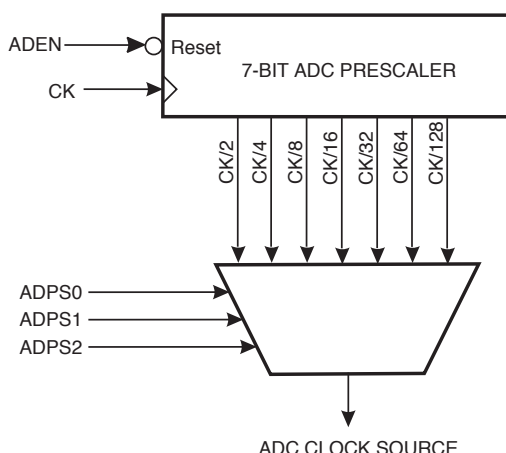 ADEN
Reset
7-BIT ADC PRESCALER
CK
CK/2
CK/4
CK/8
CK/16
CK/32
CK/64
CK/128
ADPS0
ADPS1
ADPS2
ADC CLOCK SOURCE